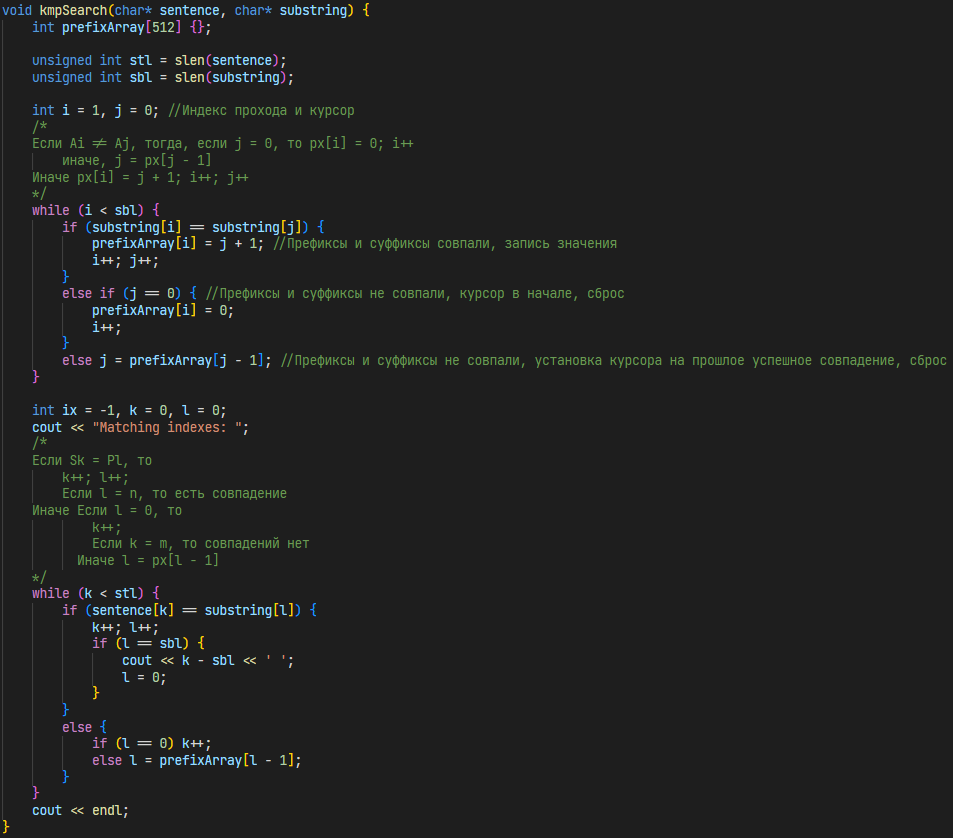 void kmpSearch(char* sentence, char* substring) {
    int prefixArray[512] {};

    unsigned int stl = slen(sentence);
    unsigned int sbl = slen(substring);

    int i = 1, j = 0; //Индекс прохода и курсор
    /*
    Если Ai != Aj, тогда, если j = 0, то px[i] = 0; i++
        иначе, j = px[j - 1]
    Иначе px[i] = j + 1; i++; j++
    */
    while (i < sbl) {
        if (substring[i] == substring[j]) {
            prefixArray[i] = j + 1; //Префиксы и суффиксы совпали, запись значения
            i++; j++;
        }
        else if (j == 0) { //Префиксы и суффиксы не совпали, курсор в начале, сброс
            prefixArray[i] = 0;
            i++;
        }
        else j = prefixArray[j - 1]; //Префиксы и суффиксы не совпали, установка курсора на прошлое успешное совпадение, сброс
    }

    int ix = -1, k = 0, l = 0;
    cout << "Matching indexes: ";
    /*
    Если Sk = Pl, то
        k++; l++;
        Если l = n, то есть совпадение
    Иначе Если l = 0, то
            k++;
            Если k = m, то совпадений нет
          Иначе l = px[l - 1]
    */
    while (k < stl) {
        if (sentence[k] == substring[l]) {
            k++; l++;
            if (l == sbl) {
                cout << k - sbl << ' ';
                l = 0;
            }
        }
        else {
            if (l == 0) k++;
            else l = prefixArray[l - 1];
        }
    }
    cout << endl;
}